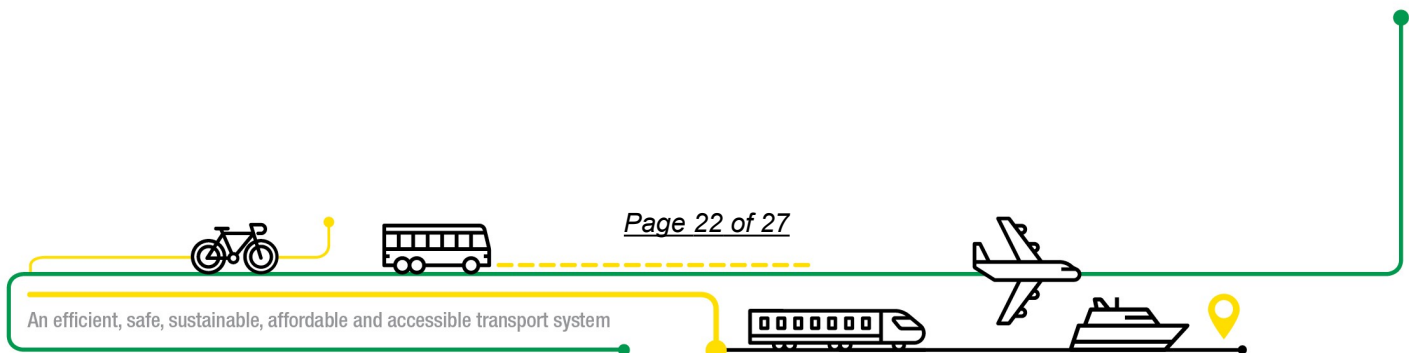 Page 22 of 27
An efficient, safe, sustainable, affordable and accessible transport system